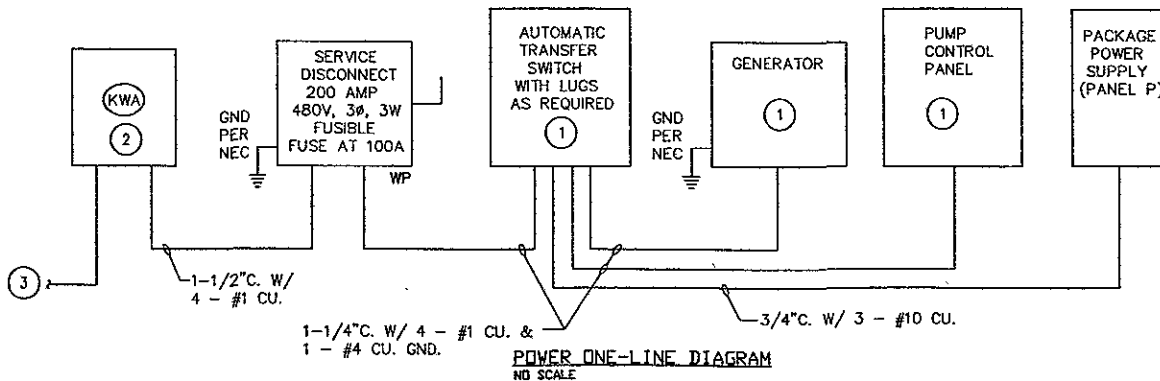 KWA
2
SERVICE
DISCONNECT
200 AMP
480V, 3ø, 3W
FUSIBLE
FUSE AT 100A
WP
GND
PER
NEC
AUTOMATIC
TRANSFER
SWITCH
WITH LUGS
AS REQUIRED
1
GND
PER
NEC
GENERATOR
1
PUMP
CONTROL
PANEL
1
PACKAGE
POWER
SUPPLY
(PANEL P)
3
1-1/2"C. W/
4 - #1 CU.
1-1/4"C. W/ 4 - #1 CU. &
1 - #4 CU. GND.
3/4"C. W/ 3 - #10 CU.
POWER ONE-LINE DIAGRAM
NO SCALE